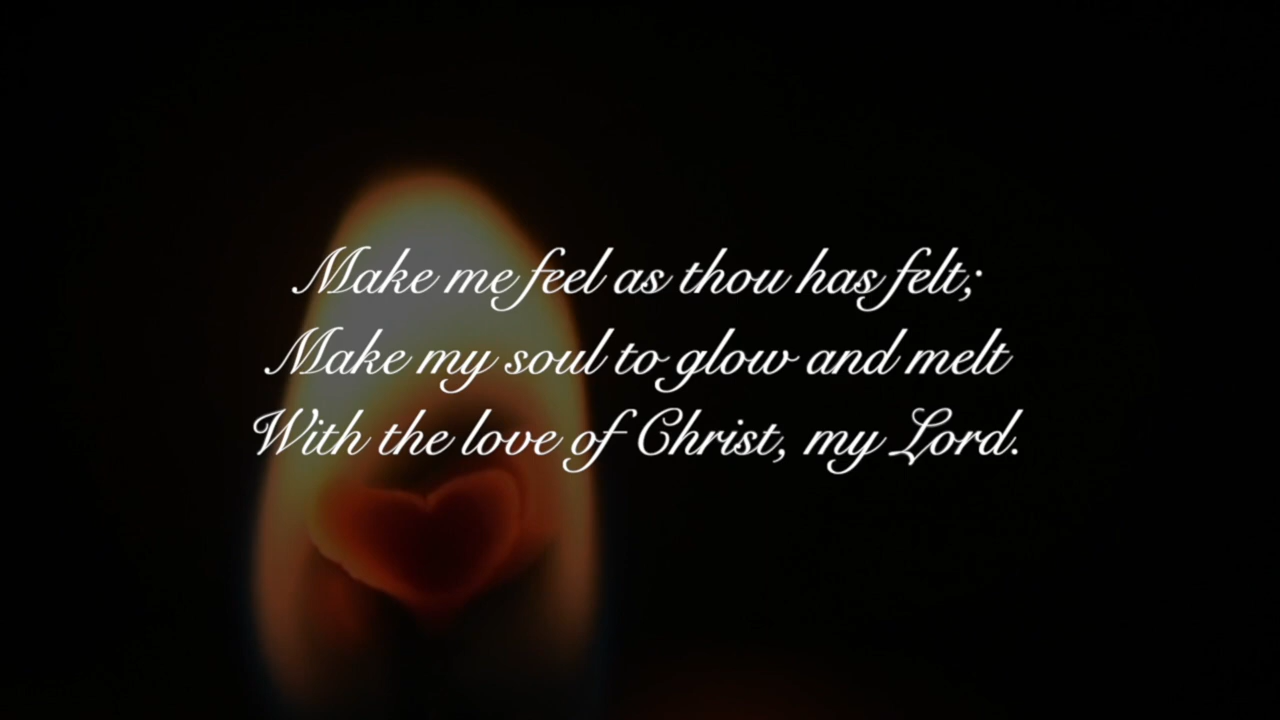 Make me feel as thou has felt;
Make my soul to glow and melt
With the love of Christ, my Lord.